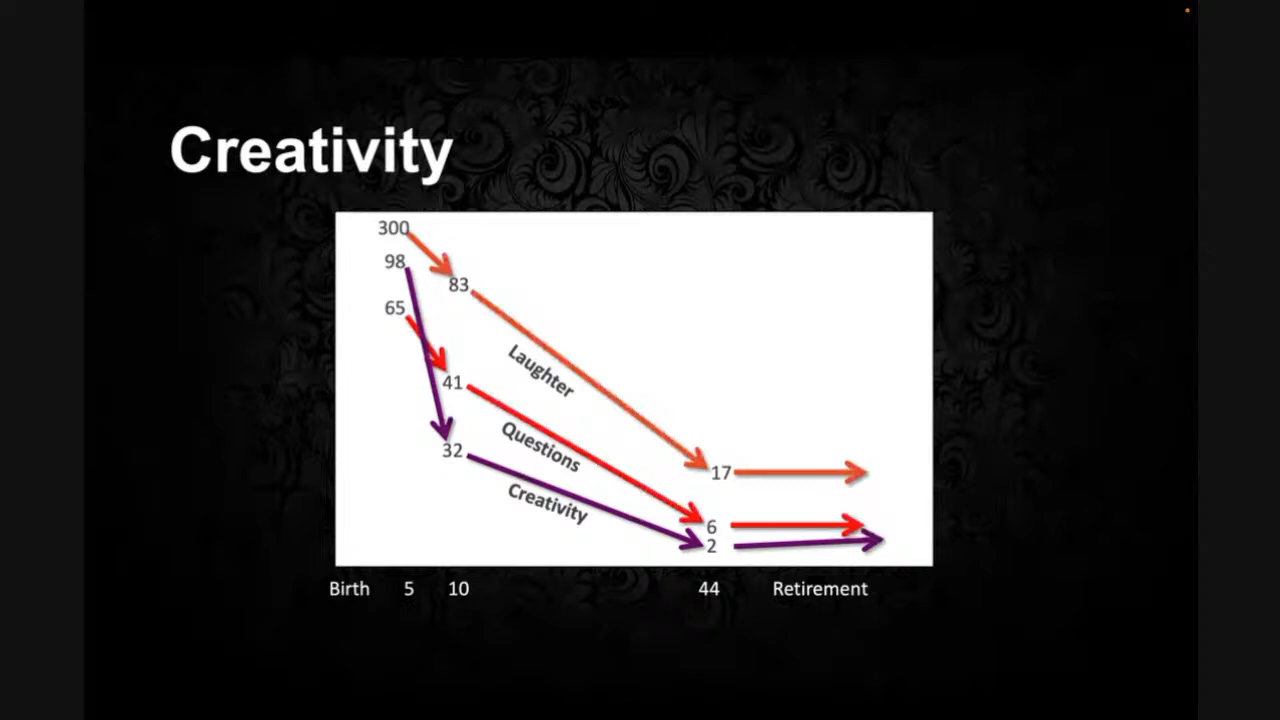 Creativity
300
98
83
65
Laughter
41
Questions
32
Creativity
17
6
2
Birth 5 10 44 Retirement